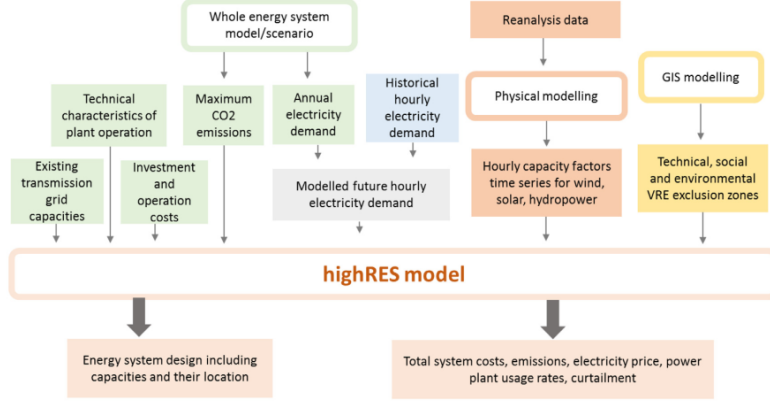 Whole energy system
model/scenario
Reanalysis data
Technical
characteristics of
plant operation
Maximum
CO2
emissions
Annual
electricity
demand
Historical
hourly
electricity
demand
Physical modelling
GIS modelling
Existing
transmission
grid
capacities
Investment
and
operation
costs
Modelled future hourly
electricity demand
Hourly capacity factors
time series for wind,
solar, hydropower
Technical, social
and environmental
VRE exclusion zones
highRES model
Energy system design including
capacities and their location
Total system costs, emissions, electricity price, power
plant usage rates, curtailment